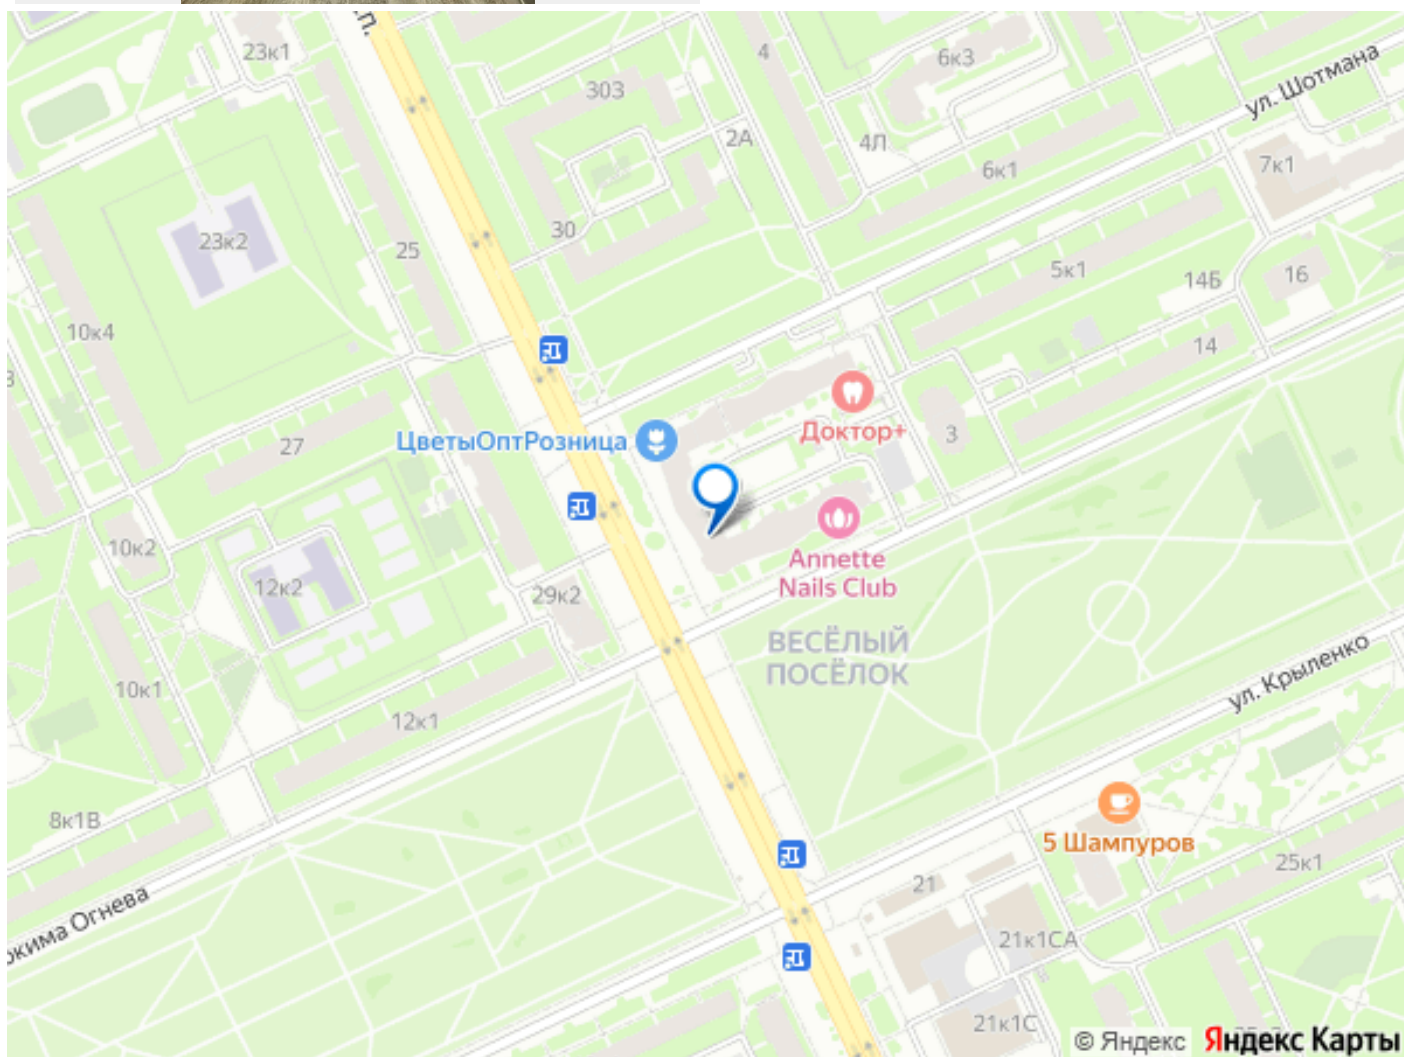 23к1
4
6к3
303
ул. Шотмана
2А
4Л
7к1
6к1
23к2
30
25
5к1
14Б
16
10к4
14
Доктор+
3
ЦветыОптРозница
27
10к2
Annette
Nails Club
12к2
29к2
ВЕСЁЛЫЙ
ПОСЁЛОК
10к1
ул. Крыленко
12к1
8к1В
5 Шампуров
25к1
21
21к1СА
21к1С
© Яндекс
Яндекс Карты